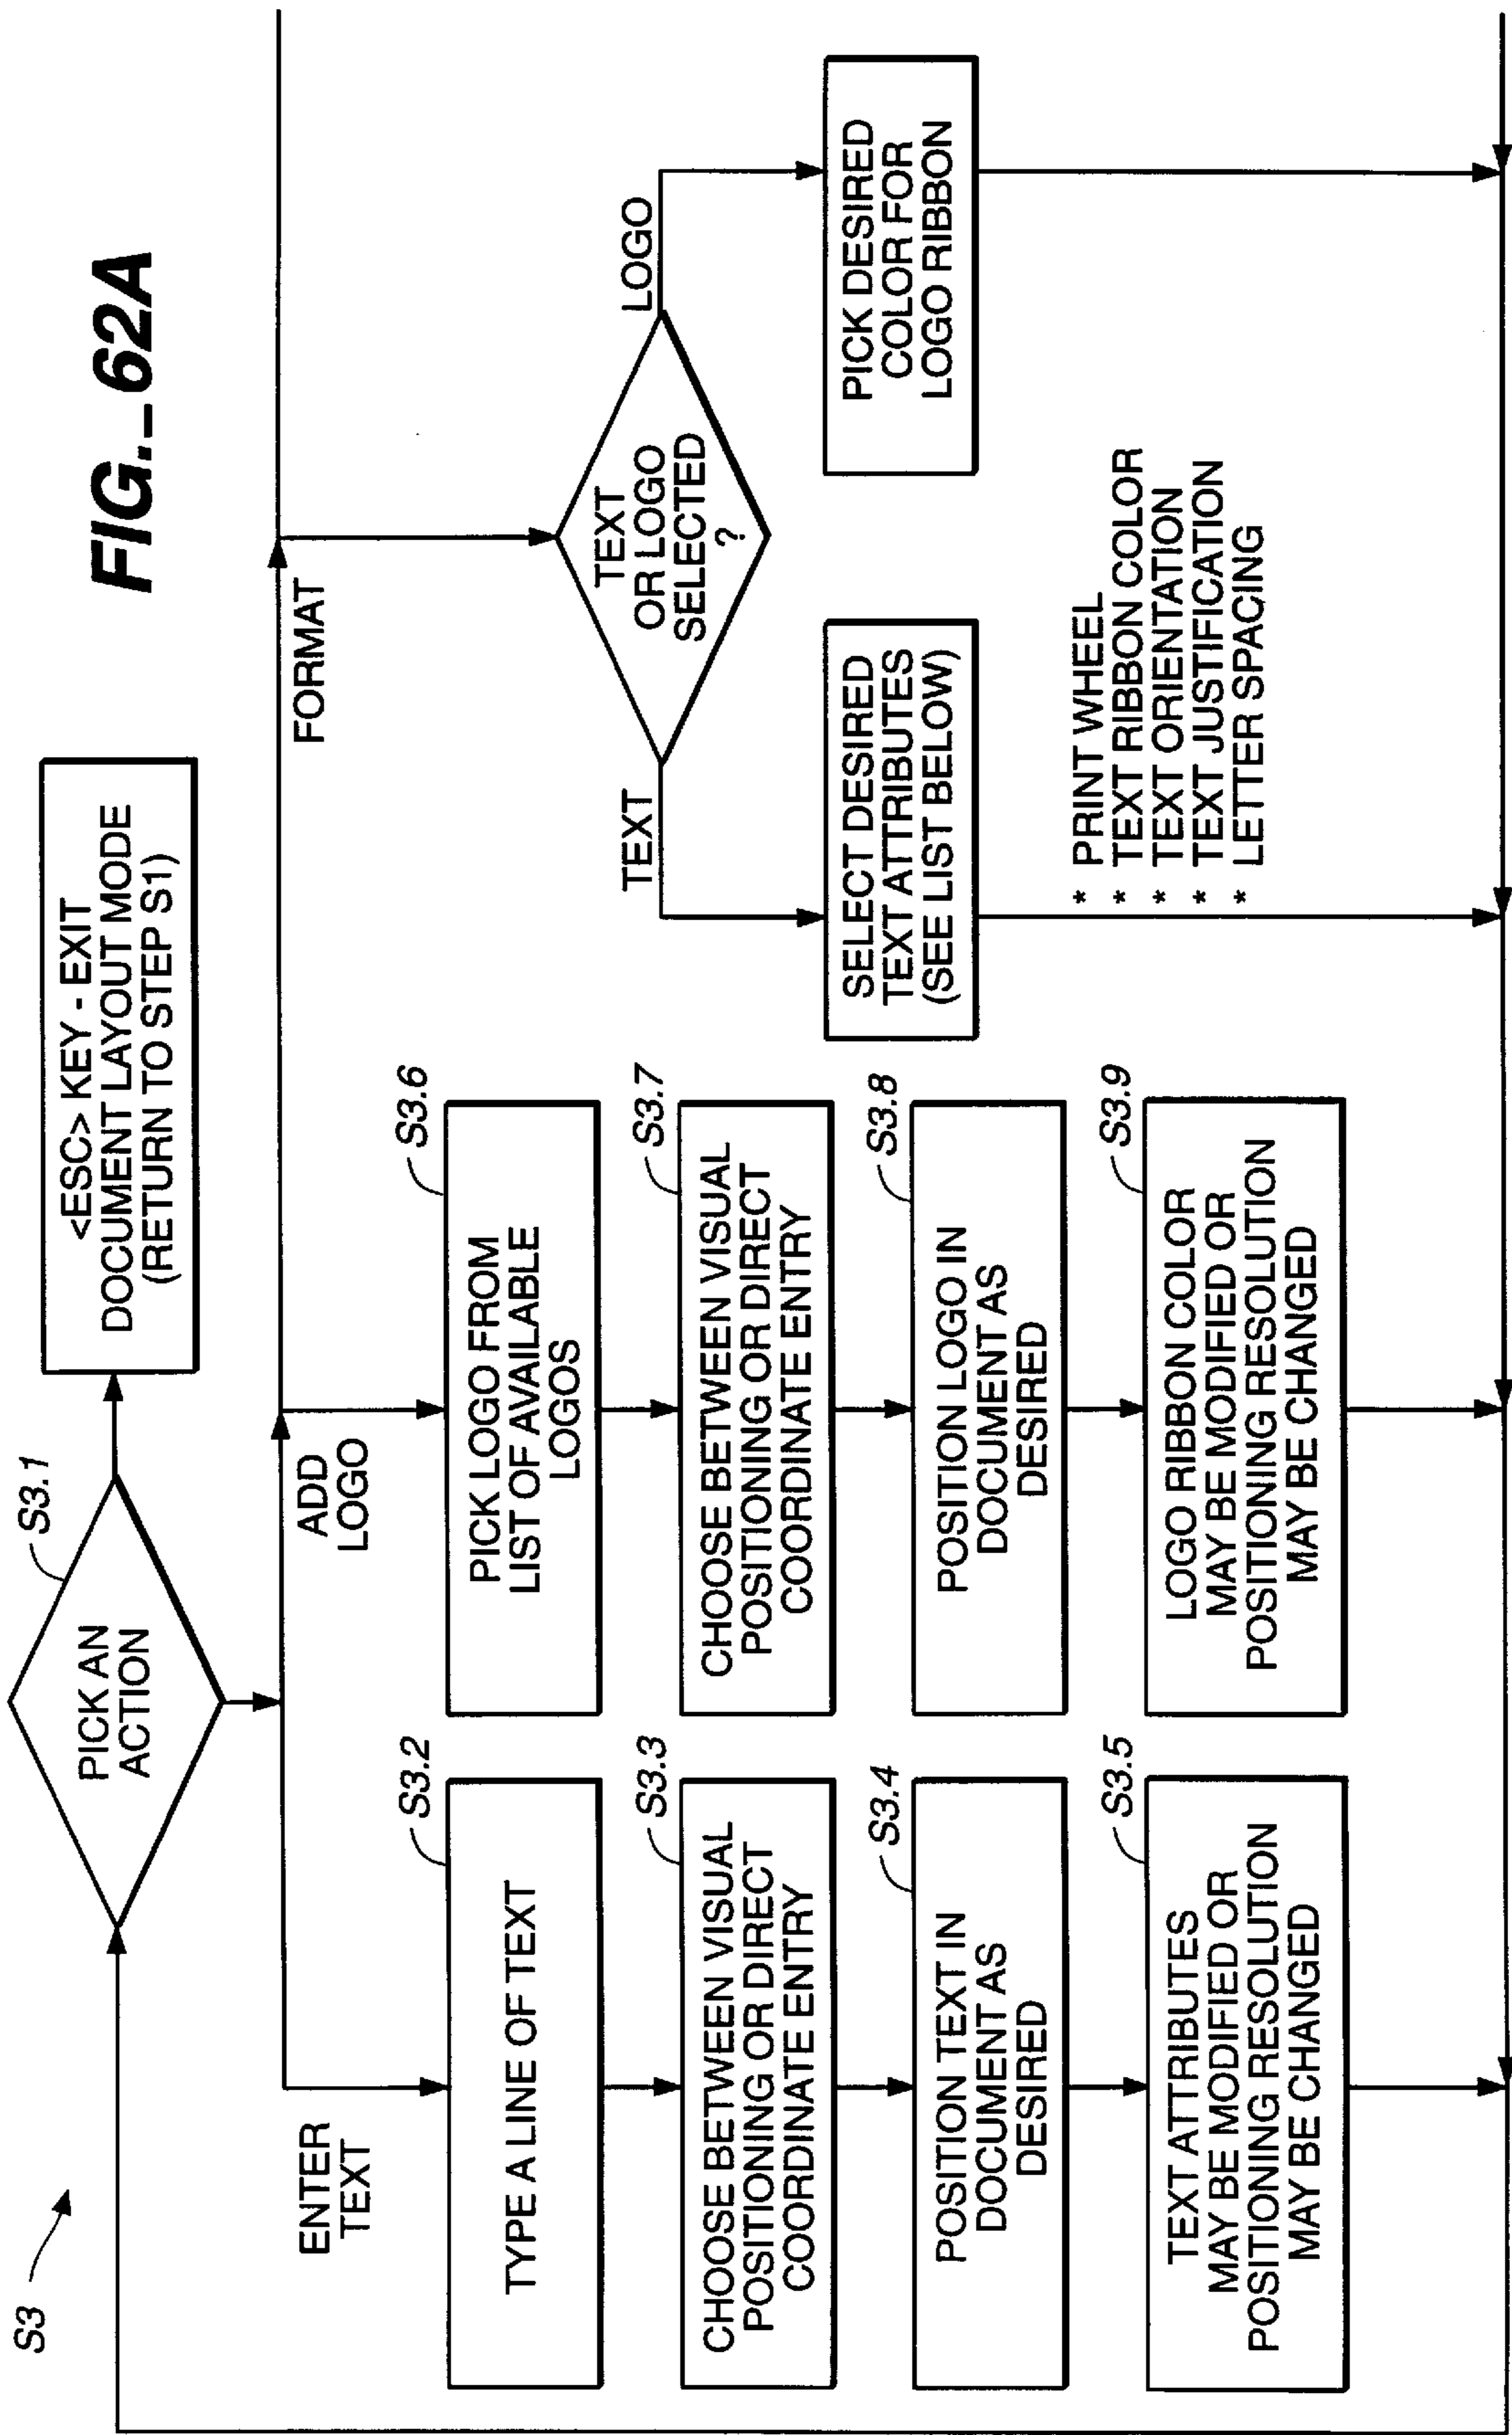 FIG._62A
S3
S3.1
PICK AN
ACTION
<ESC> KEY - EXIT
DOCUMENT LAYOUT MODE
(RETURN TO STEP S1)
ENTER
TEXT
S3.2
TYPE A LINE OF TEXT
S3.3
CHOOSE BETWEEN VISUAL
POSITIONING OR DIRECT
COORDINATE ENTRY
S3.4
POSITION TEXT IN
DOCUMENT AS
DESIRED
S3.5
TEXT ATTRIBUTES
MAY BE MODIFIED OR
POSITIONING RESOLUTION
MAY BE CHANGED
ADD
LOGO
S3.6
PICK LOGO FROM
LIST OF AVAILABLE
LOGOS
S3.7
CHOOSE BETWEEN VISUAL
POSITIONING OR DIRECT
COORDINATE ENTRY
S3.8
POSITION LOGO IN
DOCUMENT AS
DESIRED
S3.9
LOGO RIBBON COLOR
MAY BE MODIFIED OR
POSITIONING RESOLUTION
MAY BE CHANGED
FORMAT
TEXT
OR LOGO
SELECTED
?
TEXT
SELECT DESIRED
TEXT ATTRIBUTES
(SEE LIST BELOW)
* PRINT WHEEL
* TEXT RIBBON COLOR
* TEXT ORIENTATION
* TEXT JUSTIFICATION
* LETTER SPACING
LOGO
PICK DESIRED
COLOR FOR
LOGO RIBBON